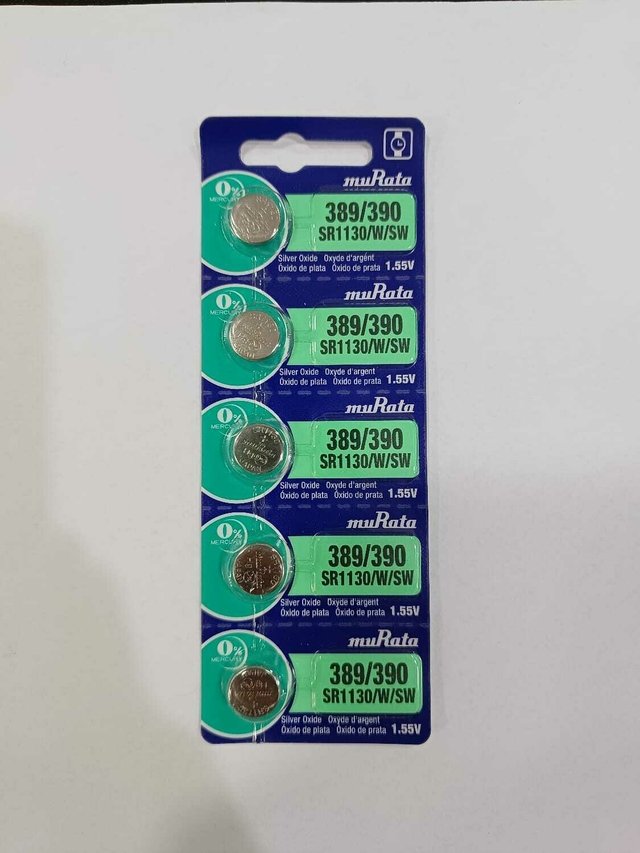 muRata
0%
MERCURY
389/390
SR1130/W/SW
Silver Oxide Oxyde d'argént
Óxido de plata Óxido de prata 1.55V
muRata
0%
MERCURY
389/390
SR1130/W/SW
Silver Oxide Oxyde d'argent
Óxido de plata Óxido de prata 1.55V
muRata
0%
MERCURY
389/390
SR1130/W/SW
Silver Oxide Oxyde d'argent
Óxido de plata Óxido de prata 1.55V
muRata
0%
MERCURY
389/390
SR1130/W/SW
Silver Oxide Oxyde d'argent
Óxido de plata Óxido de prata 1.55V
muRata
0%
MERCURY
389/390
SR1130/W/SW
Silver Oxide Oxyde d'argent
Óxido de plata Óxido de prata 1.55V